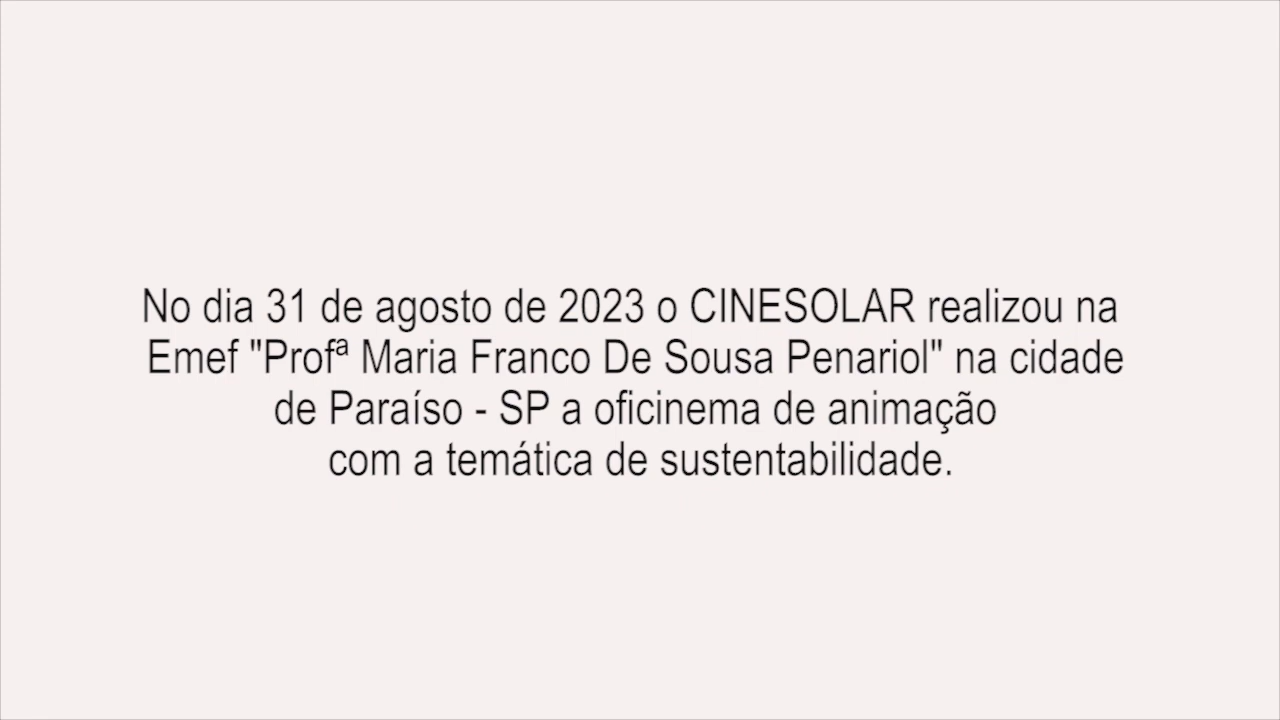 No dia 31 de agosto de 2023 o CINESOLAR realizou na
Emef "Profª Maria Franco De Sousa Penariol" na cidade
de Paraíso - SP a oficinema de animação
com a temática de sustentabilidade.